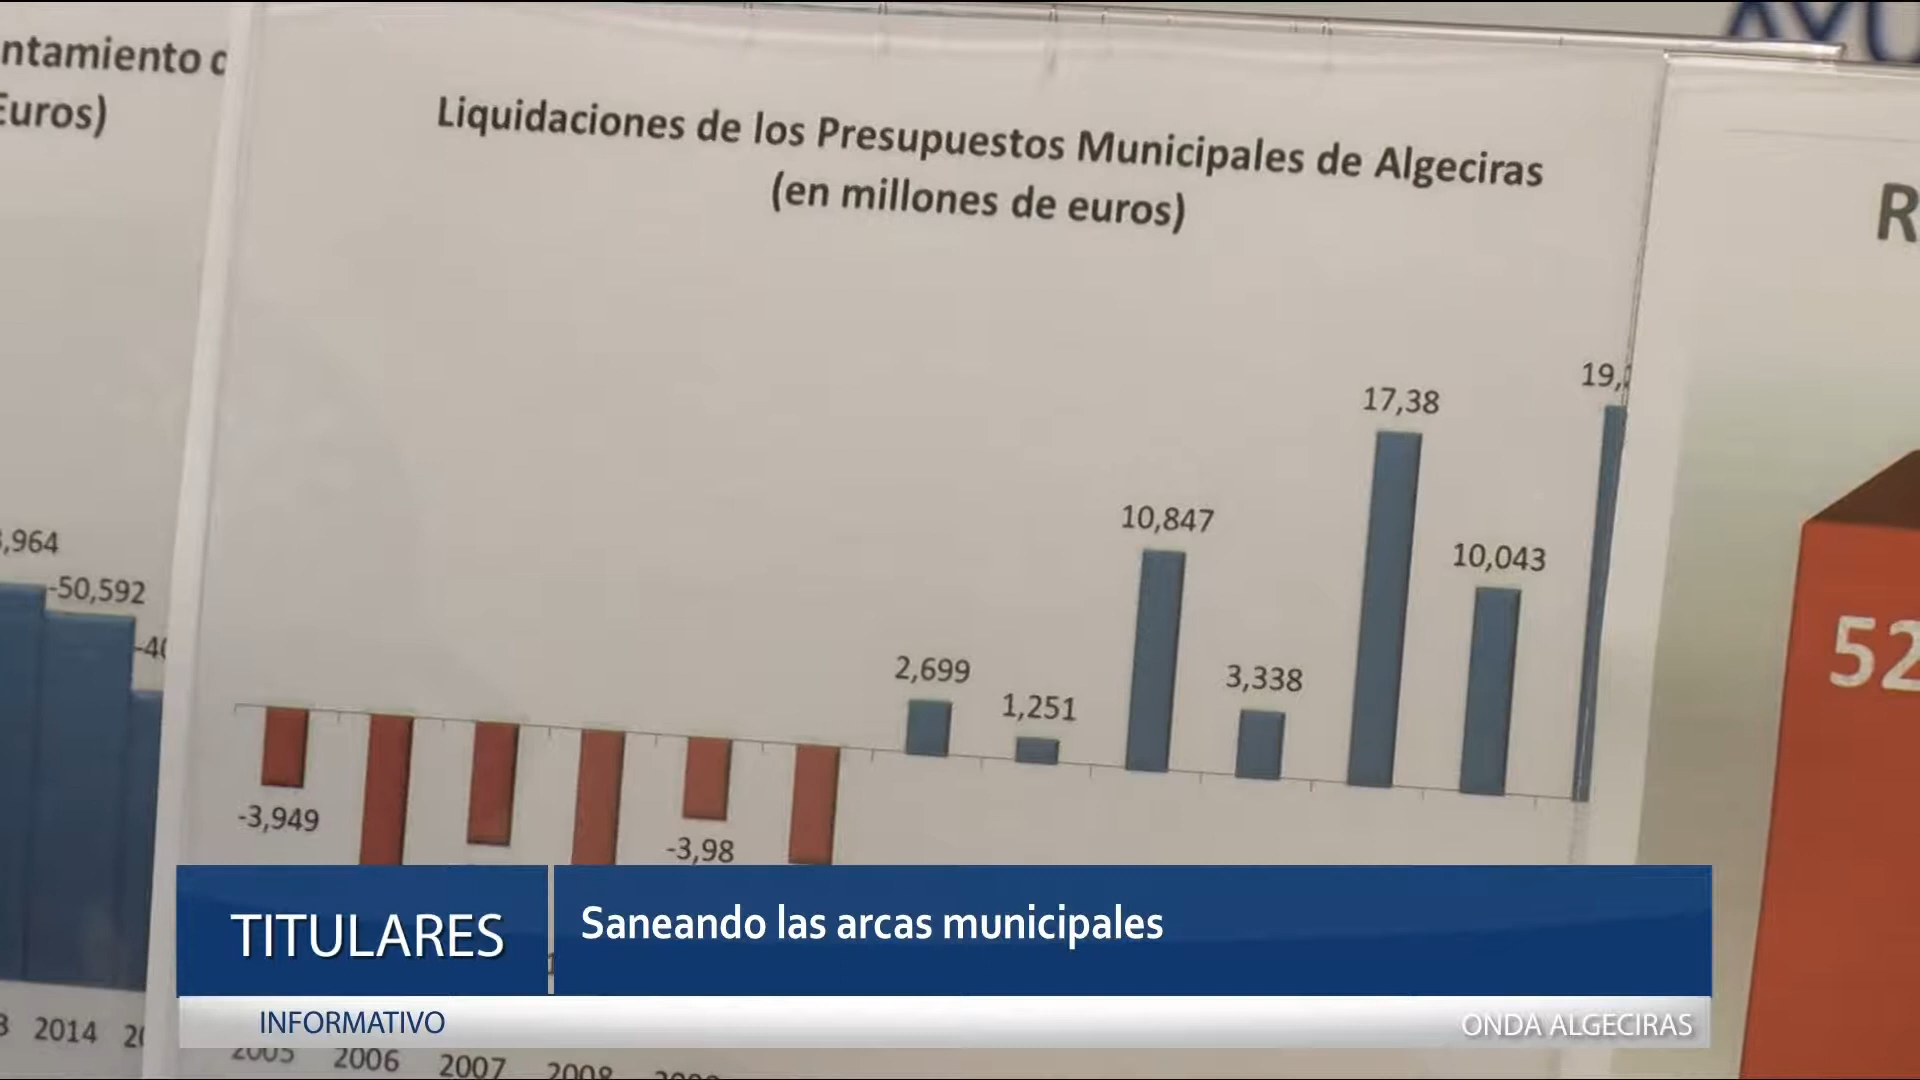 ntamiento
Euros)
-50,592
2014
Liquidaciones de los Presupuestos Municipales de Algeciras
(en millones de euros)
19,
17,38
10,847
10,043
2,699
3,338
1,251
-3,949
-3,98
R
52
TITULARES
Saneando las arcas municipales
INFORMATIVO
ONDA ALGECIRAS
2005 2006 2007 2008